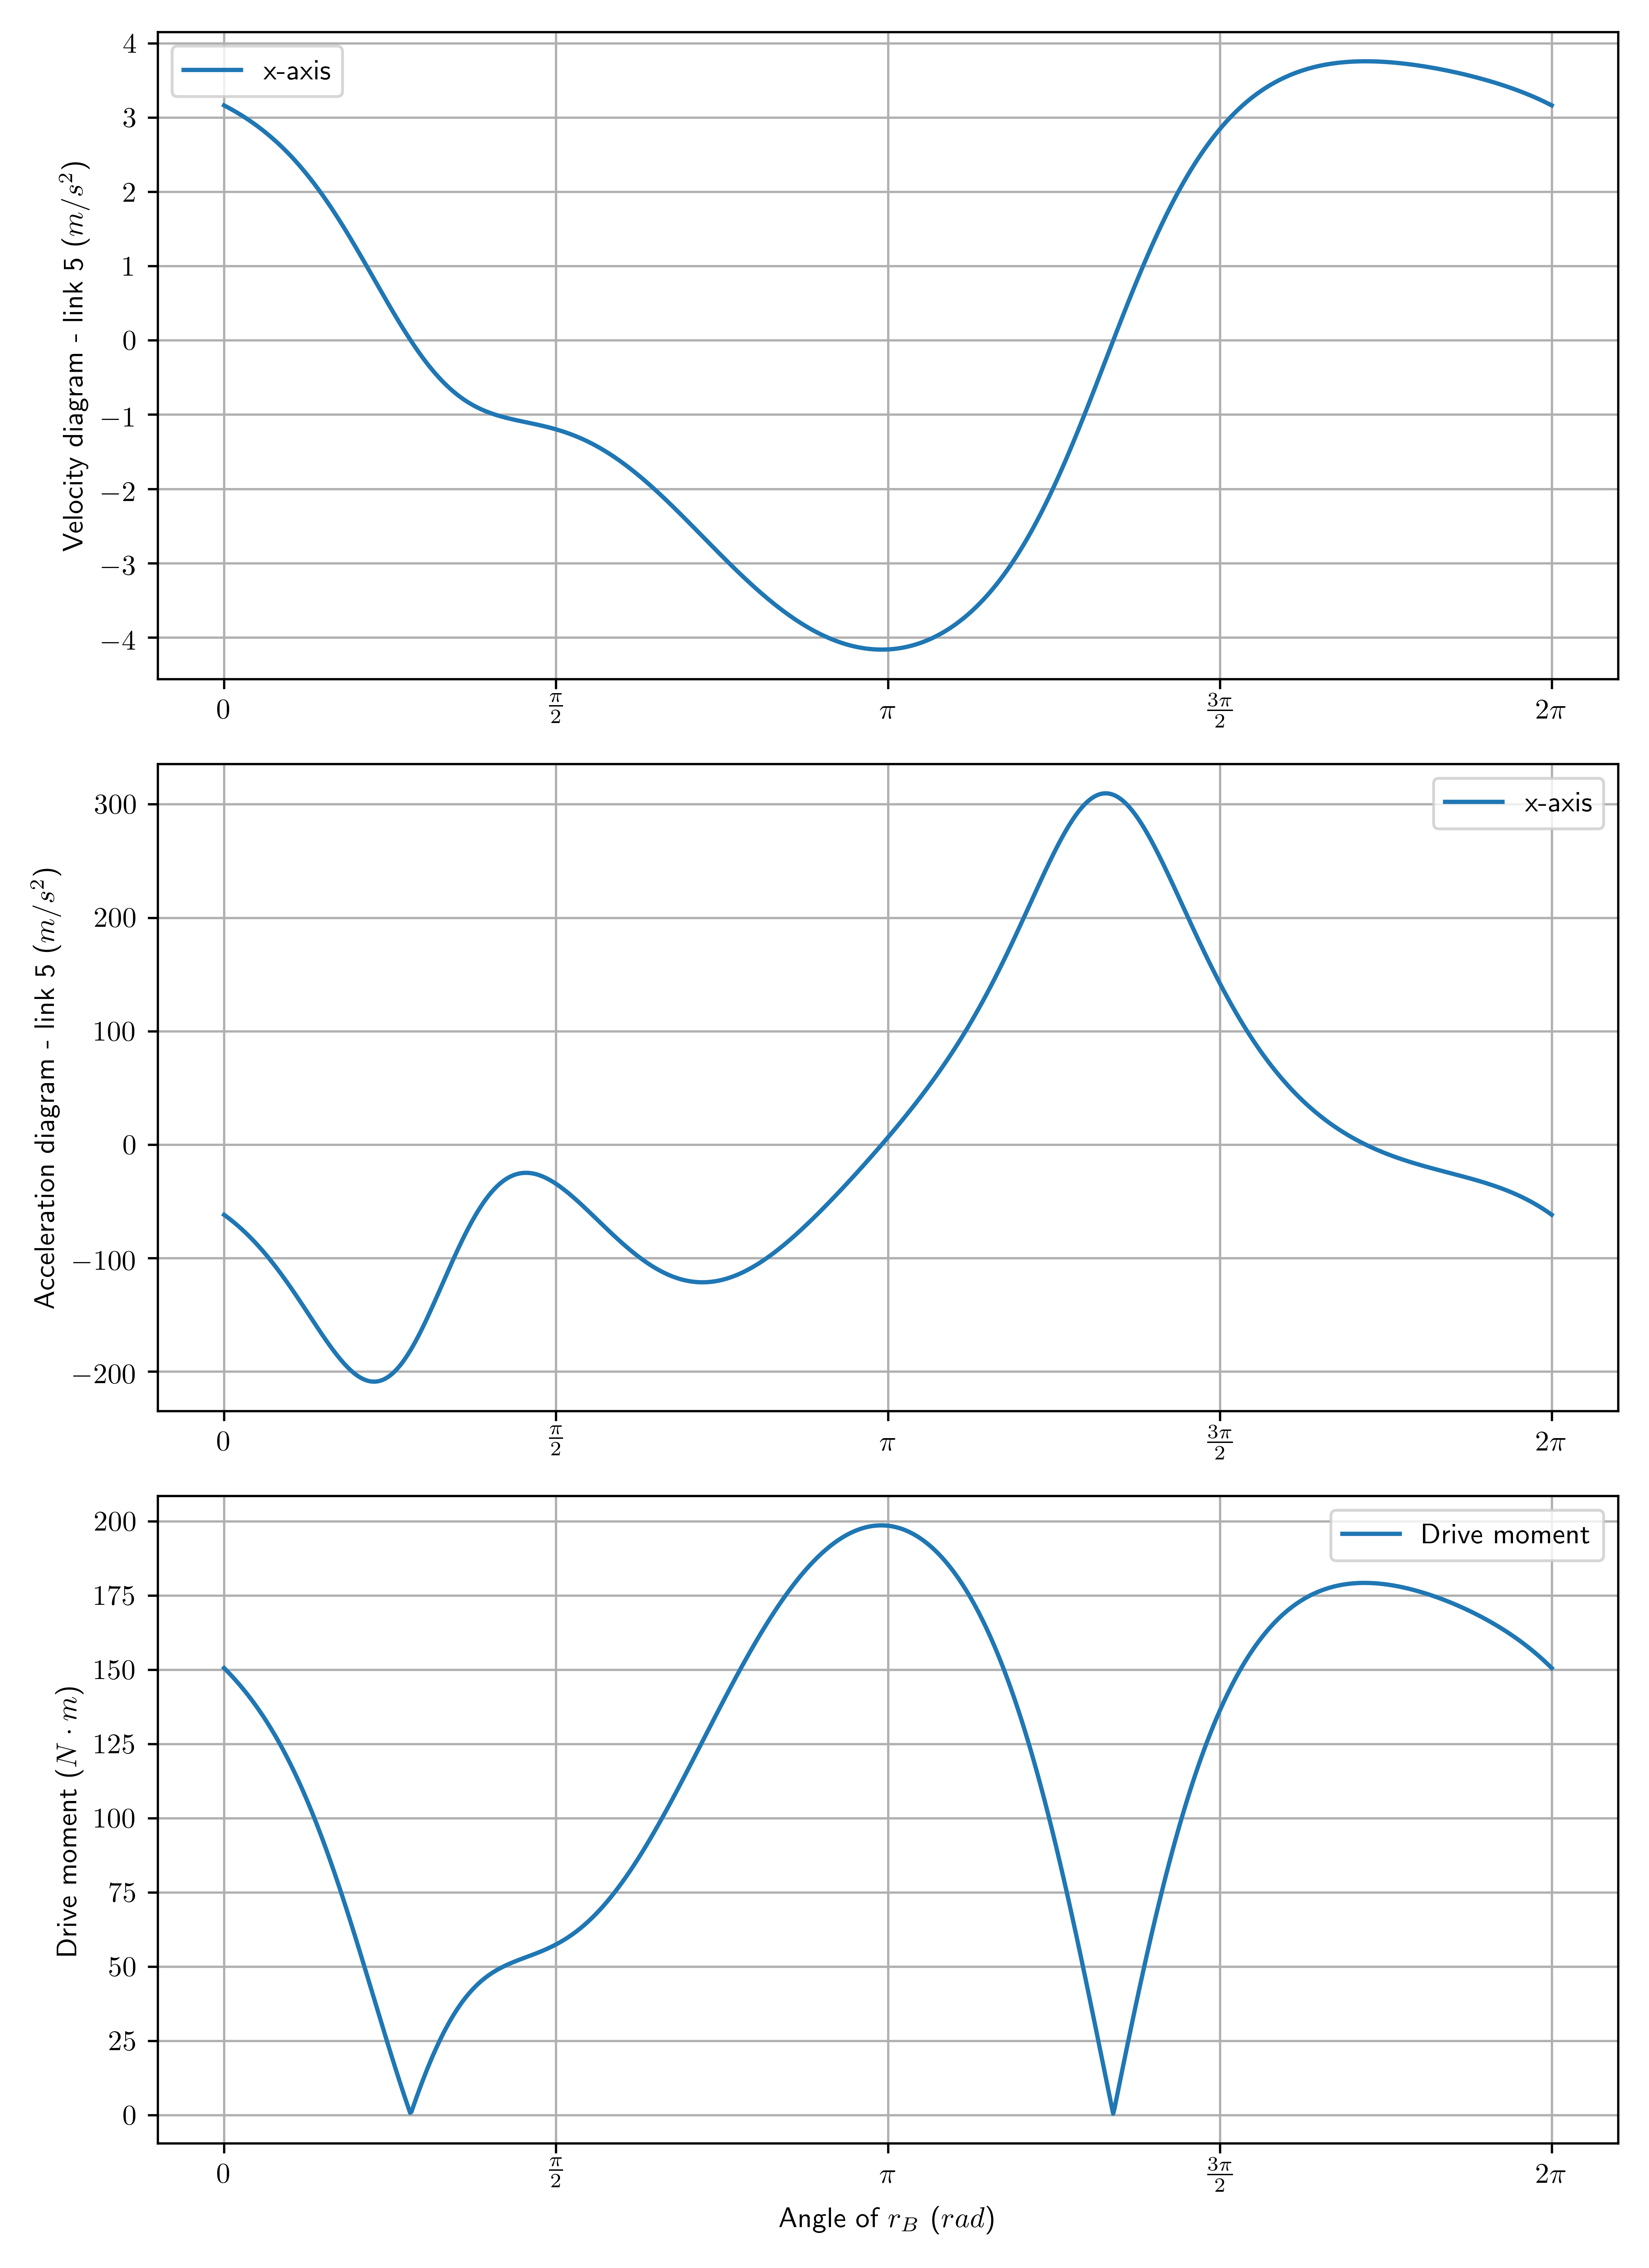 Velocity diagram - link 5 (m/s²)
4
3
2
1
0
−1
−2
−3
−4
x-axis
0
π/2
π
3π/2
2π
Acceleration diagram - link 5 (m/s²)
300
200
100
0
−100
−200
x-axis
0
π/2
π
3π/2
2π
Drive moment (N · m)
200
175
150
125
100
75
50
25
0
Drive moment
0
π/2
π
3π/2
2π
Angle of r_B (rad)